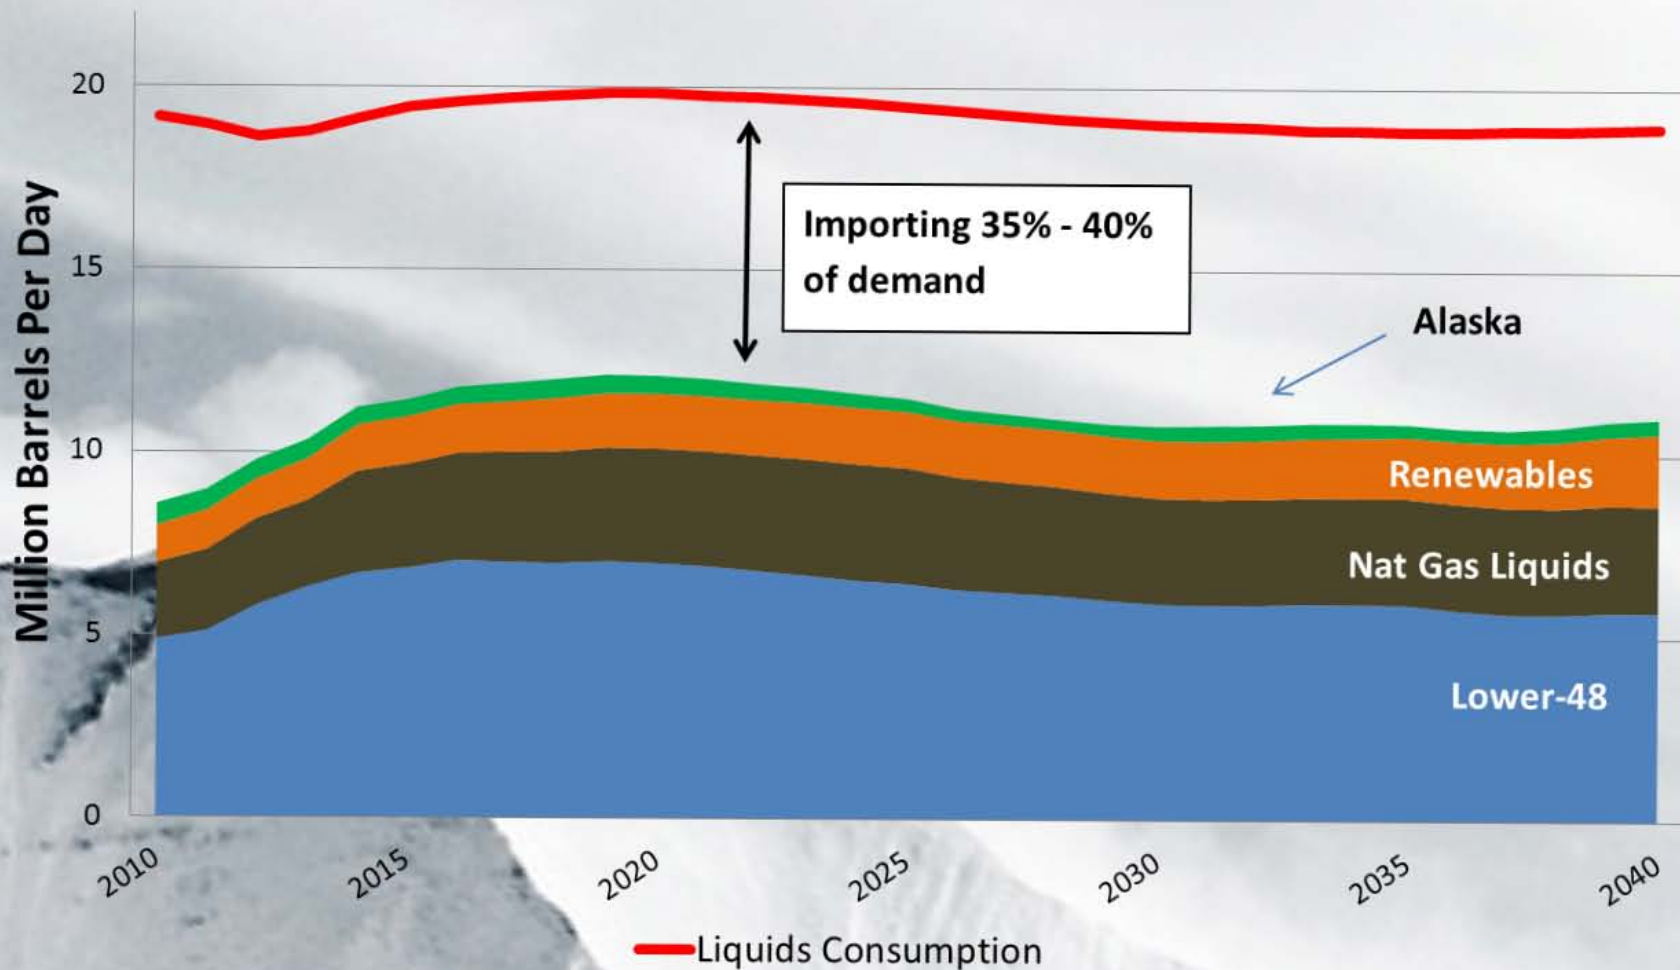 Million Barrels Per Day
20
15
10
5
0
Importing 35% - 40%
of demand
Alaska
Renewables
Nat Gas Liquids
Lower-48
2010
2015
2020
2025
2030
2035
2040
Liquids Consumption